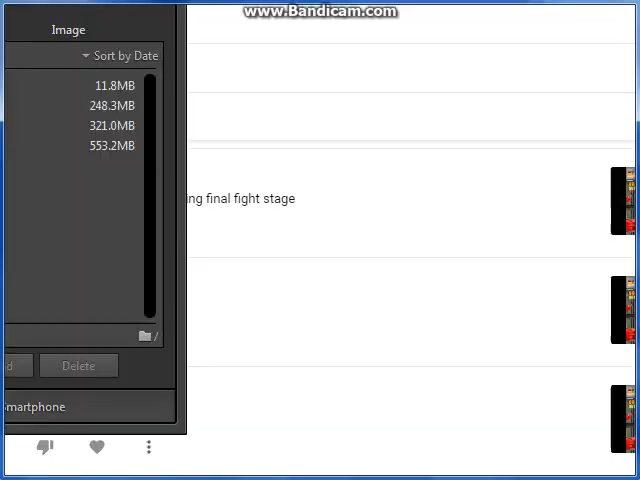 www.Bandicam.com
Image
Sort by Date
11.8MB
248.3MB
321.0MB
553.2MB
ing final fight stage
/
d
Delete
Smartphone